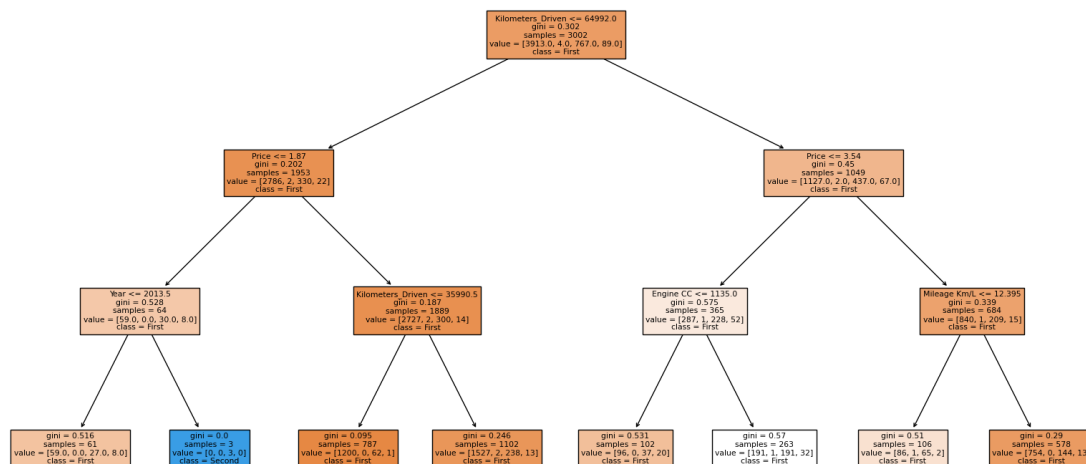 Kilometers_Driven <= 64992.0
gini = 0.302
samples = 3002
value = [3913.0, 4.0, 767.0, 89.0]
class = First
Price <= 1.87
gini = 0.202
samples = 1953
value = [2786, 2, 330, 22]
class = First
Price <= 3.54
gini = 0.45
samples = 1049
value = [1127.0, 2.0, 437.0, 67.0]
class = First
Year <= 2013.5
gini = 0.528
samples = 64
value = [59.0, 0.0, 30.0, 8.0]
class = First
Kilometers_Driven <= 35990.5
gini = 0.187
samples = 1889
value = [2727, 2, 300, 14]
class = First
Engine CC <= 1135.0
gini = 0.575
samples = 365
value = [287, 1, 228, 52]
class = First
Mileage Km/L <= 12.395
gini = 0.339
samples = 684
value = [840, 1, 209, 15]
class = First
gini = 0.516
samples = 61
value = [59.0, 0.0, 27.0, 8.0]
class = First
gini = 0.0
samples = 3
value = [0, 0, 3, 0]
class = Second
gini = 0.095
samples = 787
value = [1200, 0, 62, 1]
class = First
gini = 0.246
samples = 1102
value = [1527, 2, 238, 13]
class = First
gini = 0.531
samples = 102
value = [96, 0, 37, 20]
class = First
gini = 0.57
samples = 263
value = [191, 1, 191, 32]
class = First
gini = 0.51
samples = 106
value = [86, 1, 65, 2]
class = First
gini = 0.29
samples = 578
value = [754, 0, 144, 13]
class = First